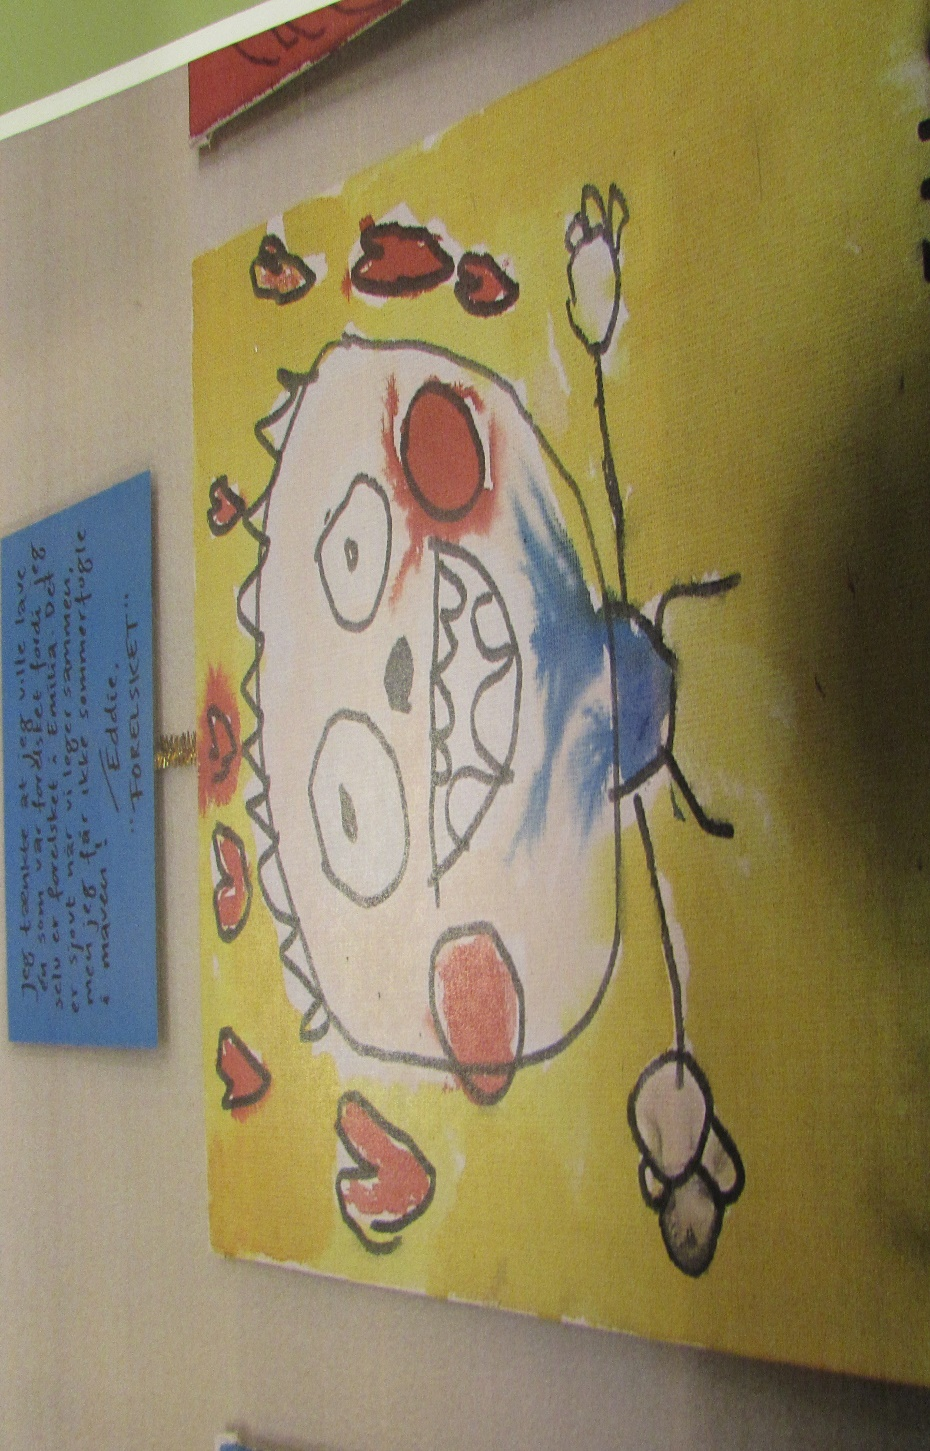 Jeg tænkte at jeg ville lave
én som var forelsket fordi jeg
selv er forelsket i Emilia. Det
er sjovt når vi leger sammen,
men jeg får ikke sommerfugle
i maven!
Eddie.
"FORELSKET"